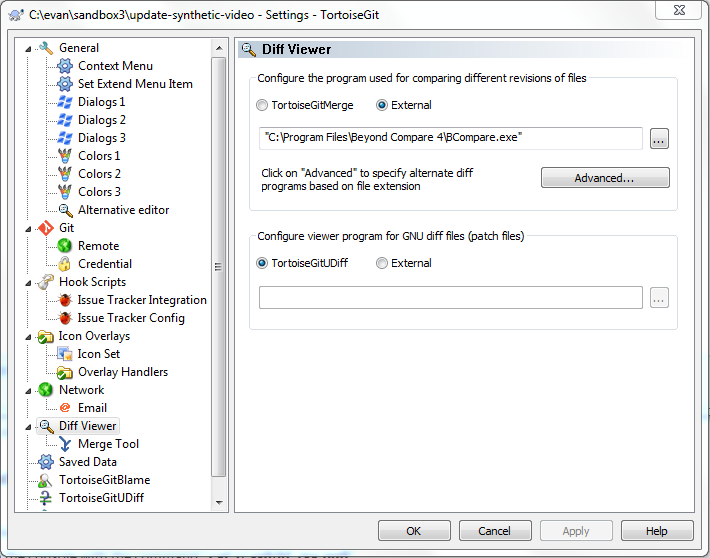 C:\evan\sandbox3\update-synthetic-video - Settings - TortoiseGit
General
Context Menu
Set Extend Menu Item
Dialogs 1
Dialogs 2
Dialogs 3
Colors 1
Colors 2
Colors 3
Alternative editor
Git
Remote
Credential
Hook Scripts
Issue Tracker Integration
Issue Tracker Config
Icon Overlays
Icon Set
Overlay Handlers
Network
Email
Diff Viewer
Merge Tool
Saved Data
TortoiseGitBlame
TortoiseGitUDiff
Diff Viewer
Configure the program used for comparing different revisions of files
TortoiseGitMerge External
"C:\Program Files\Beyond Compare 4\BCompare.exe" ...
Click on "Advanced" to specify alternate diff
programs based on file extension
Advanced...
Configure viewer program for GNU diff files (patch files)
TortoiseGitUDiff External
...
OK Cancel Apply Help